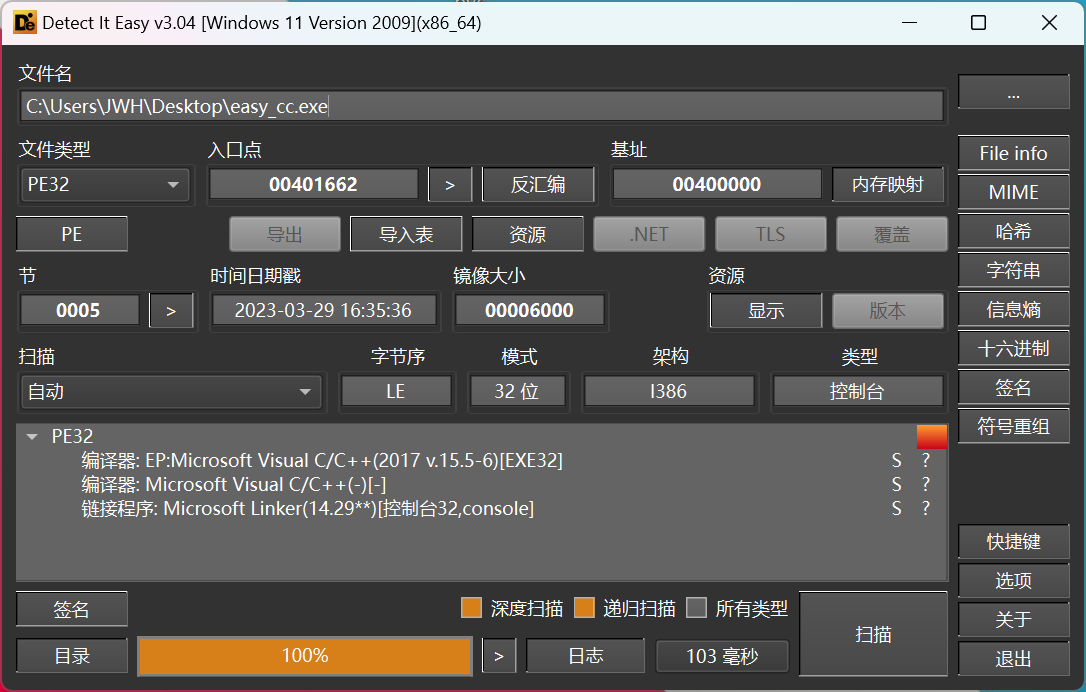 Detect It Easy v3.04 [Windows 11 Version 2009](x86_64)
文件名
C:\Users\JWH\Desktop\easy_cc.exe
...
文件类型 入口点 基址
PE32 00401662 > 反汇编 00400000 内存映射
File info
MIME
PE 导出 导入表 资源 .NET TLS 覆盖
哈希
节 时间日期戳 镜像大小 资源
字符串
0005 > 2023-03-29 16:35:36 00006000 显示 版本
信息熵
扫描 字节序 模式 架构 类型
十六进制
自动 LE 32 位 I386 控制台
签名
符号重组
PE32
编译器: EP:Microsoft Visual C/C++(2017 v.15.5-6)[EXE32] S ?
编译器: Microsoft Visual C/C++(-)[-] S ?
链接程序: Microsoft Linker(14.29**)[控制台32,console] S ?
快捷键
选项
签名 深度扫描 递归扫描 所有类型 扫描
关于
目录 100% > 日志 103 毫秒
退出